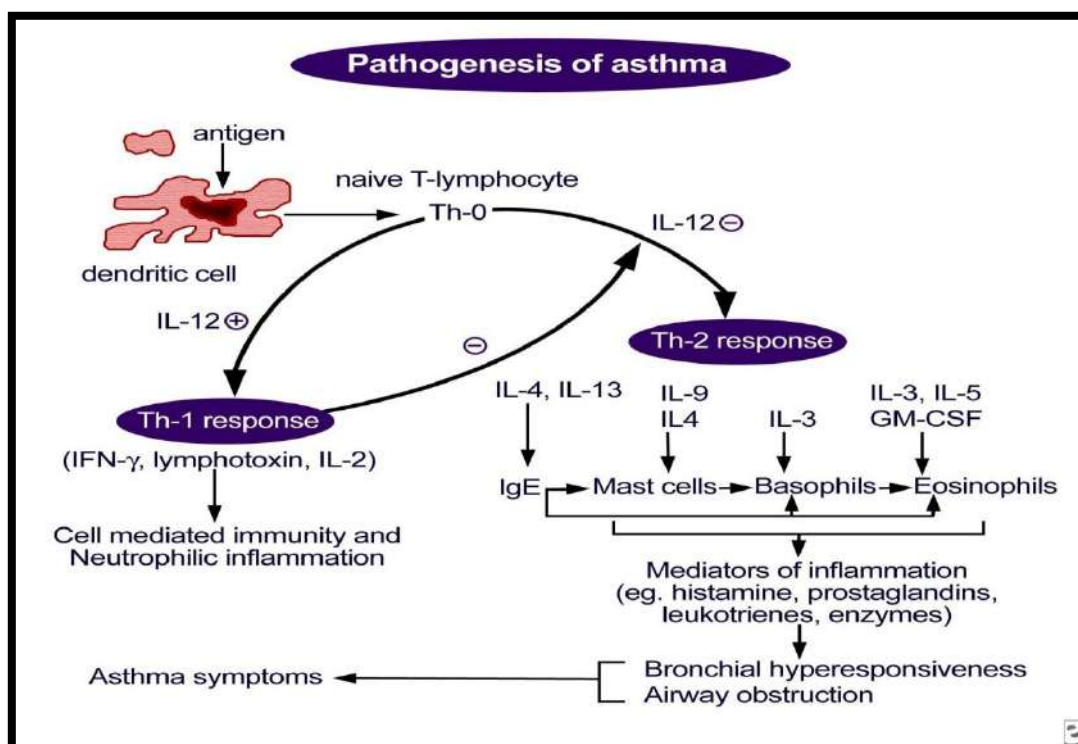 Pathogenesis of asthma
antigen
naive T-lymphocyte
Th-0
IL-12 ⊖
dendritic cell
IL-12 ⊕
⊖
Th-2 response
Th-1 response
(IFN-γ, lymphotoxin, IL-2)
IL-4, IL-13
IL-9
IL4
IL-3
IL-3, IL-5
GM-CSF
IgE
Mast cells
Basophils
Eosinophils
Cell mediated immunity and
Neutrophilic inflammation
Mediators of inflammation
(eg. histamine, prostaglandins,
leukotrienes, enzymes)
Bronchial hyperesponsiveness
Airway obstruction
Asthma symptoms